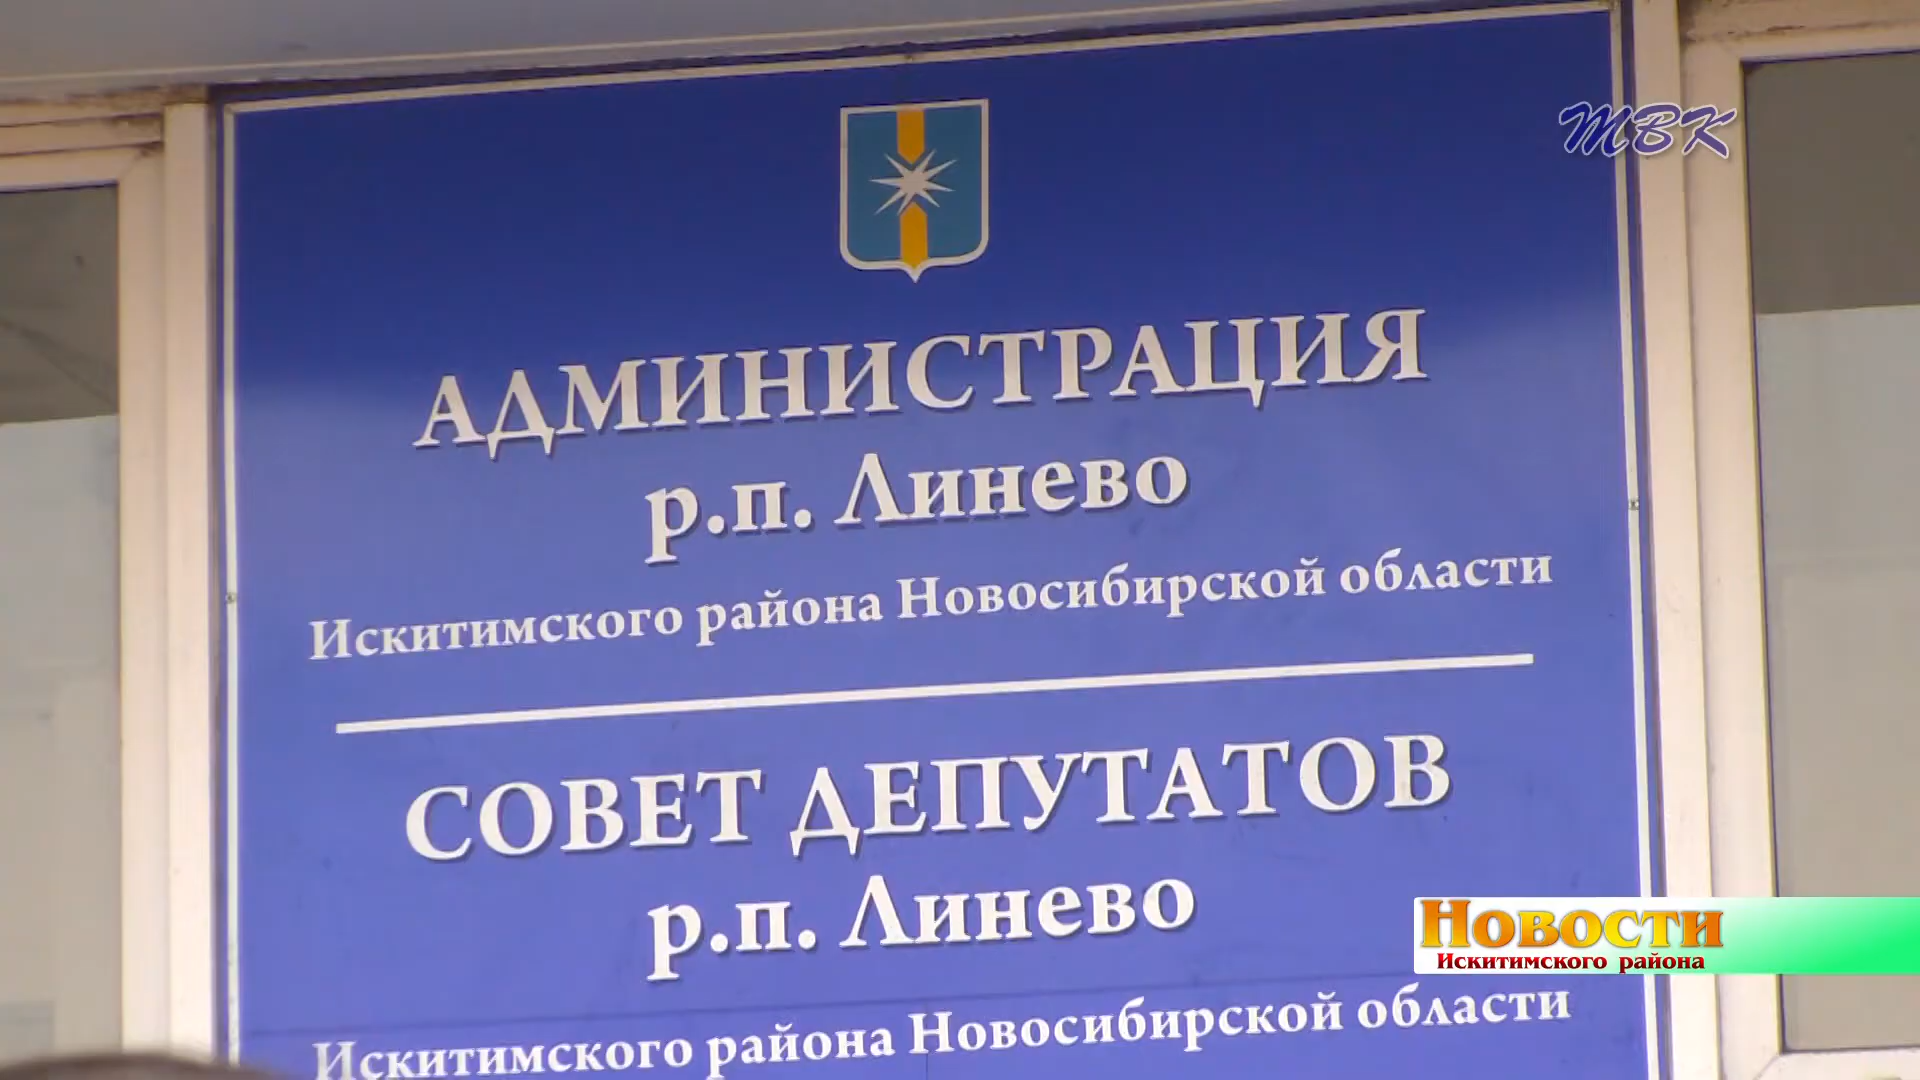 ТВК
АДМИНИСТРАЦИЯ
р.п. Линево
Искитимского района Новосибирской области
СОВЕТ ДЕПУТАТОВ
р.п. Линево
Новости
Искитимского района
Искитимского района Новосибирской области